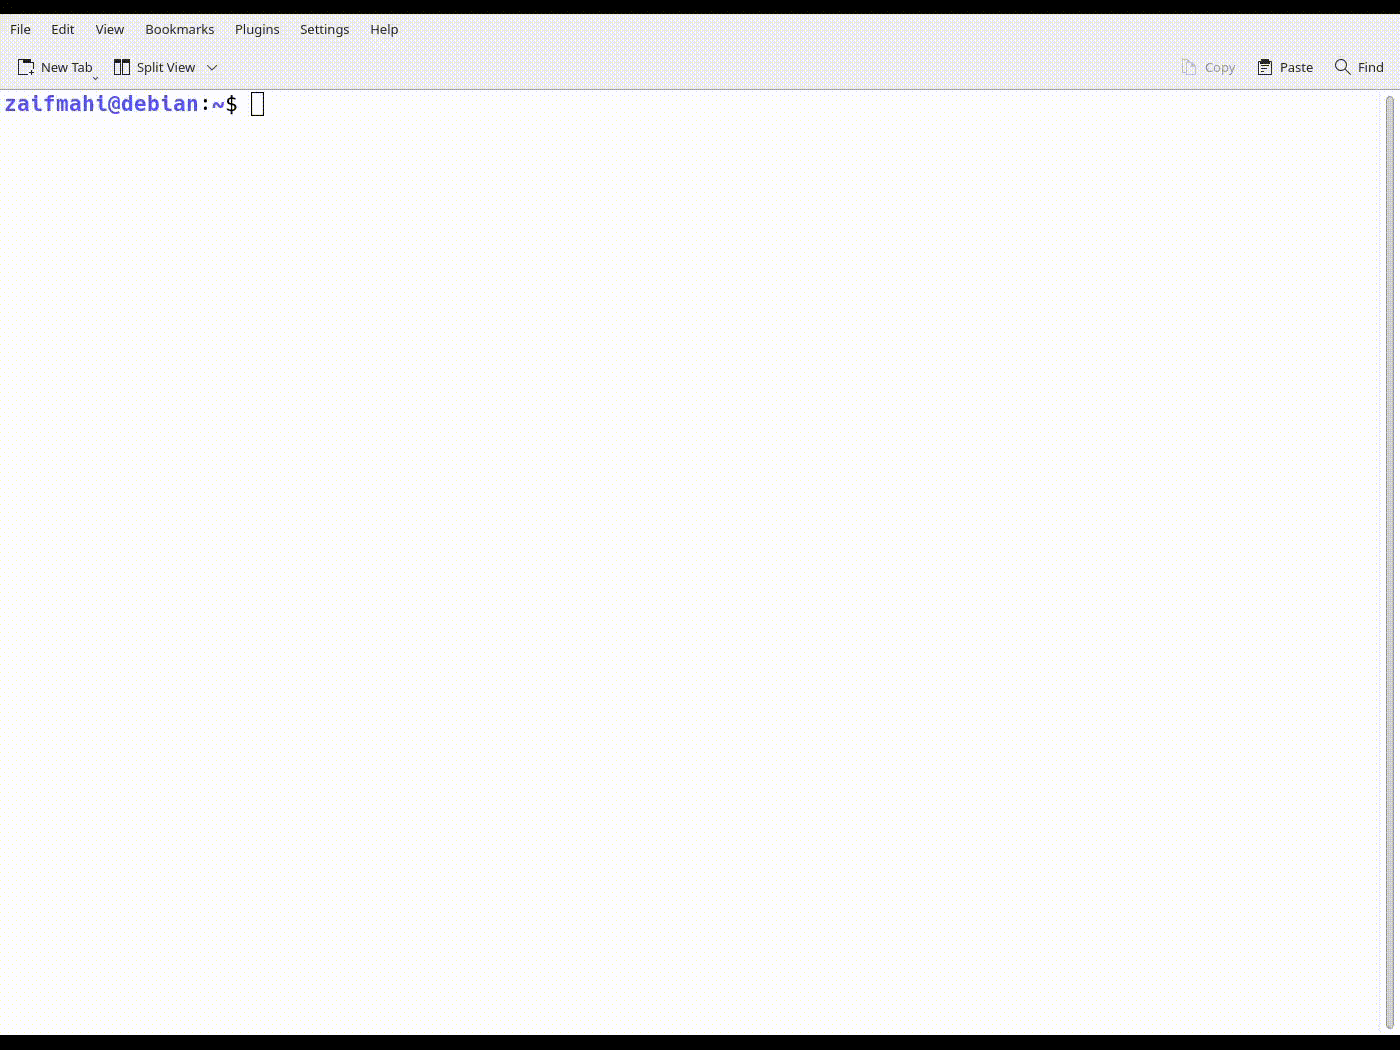 File Edit View Bookmarks Plugins Settings Help
New Tab Split View Copy Paste Find
zaifmahi@debian:~$